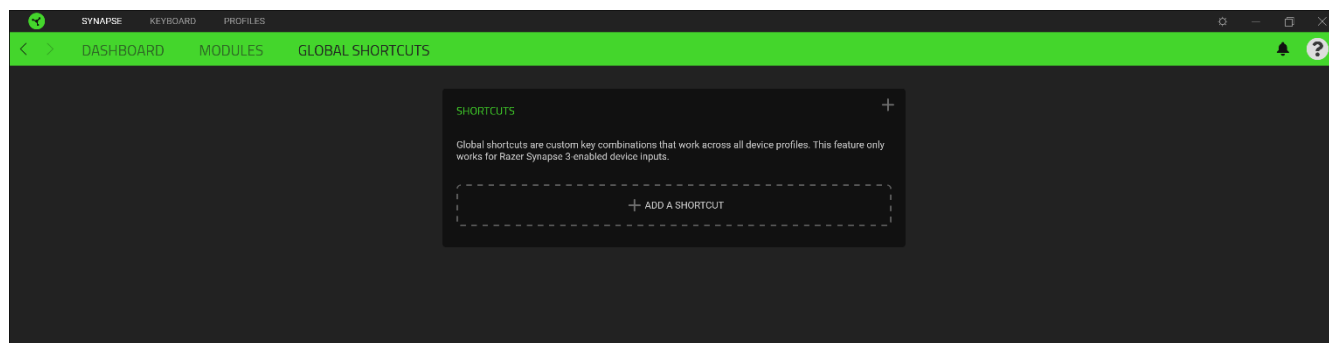 SYNAPSE KEYBOARD PROFILES
DASHBOARD MODULES GLOBAL SHORTCUTS
SHORTCUTS
Global shortcuts are custom key combinations that work across all device profiles. This feature only
works for Razer Synapse 3-enabled device inputs.
ADD A SHORTCUT